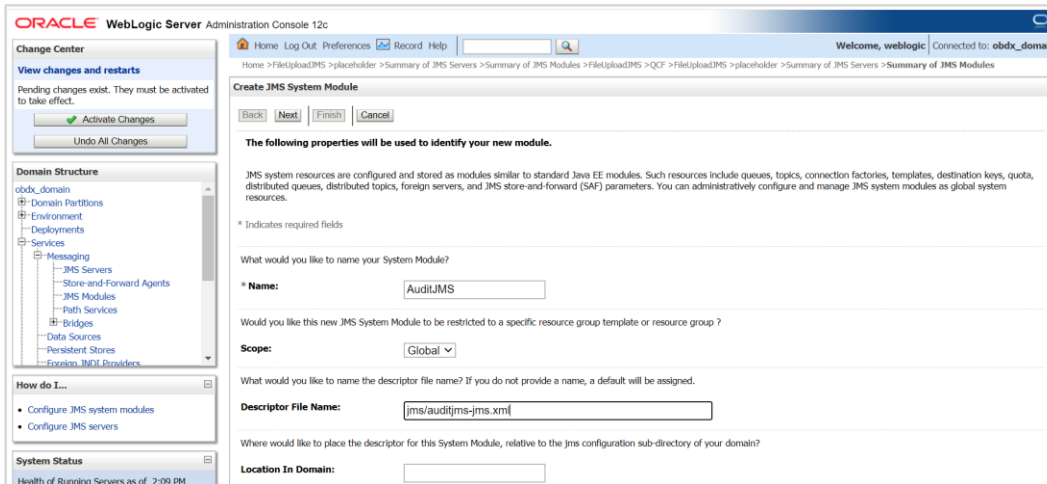 ORACLE WebLogic Server Administration Console 12c
Change Center
View changes and restarts
Pending changes exist. They must be activated
to take effect.
Activate Changes
Undo All Changes
Domain Structure
obdx_domain
Domain Partitions
Environment
Deployments
Services
Messaging
JMS Servers
Store-and-Forward Agents
JMS Modules
Path Services
Bridges
Data Sources
Persistent Stores
Foreign JNDI Providers
How do I...
Configure JMS system modules
Configure JMS servers
System Status
Health of Running Servers as of 2:09 PM
Home Log Out Preferences Record Help
Welcome, weblogic Connected to: obdx_doma
Home >FileUploadJMS >placeholder >Summary of JMS Servers >Summary of JMS Modules >FileUploadJMS >QCF >FileUploadJMS >placeholder >Summary of JMS Servers >Summary of JMS Modules
Create JMS System Module
Back Next Finish Cancel
The following properties will be used to identify your new module.
JMS system resources are configured and stored as modules similar to standard Java EE modules. Such resources include queues, topics, connection factories, templates, destination keys, quota,
distributed queues, distributed topics, foreign servers, and JMS store-and-forward (SAF) parameters. You can administratively configure and manage JMS system modules as global system
resources.
* Indicates required fields
What would you like to name your System Module?
* Name: AuditJMS
Would you like this new JMS System Module to be restricted to a specific resource group template or resource group ?
Scope: Global
What would you like to name the descriptor file name? If you do not provide a name, a default will be assigned.
Descriptor File Name: jms/auditjms-jms.xml
Where would like to place the descriptor for this System Module, relative to the jms configuration sub-directory of your domain?
Location In Domain: